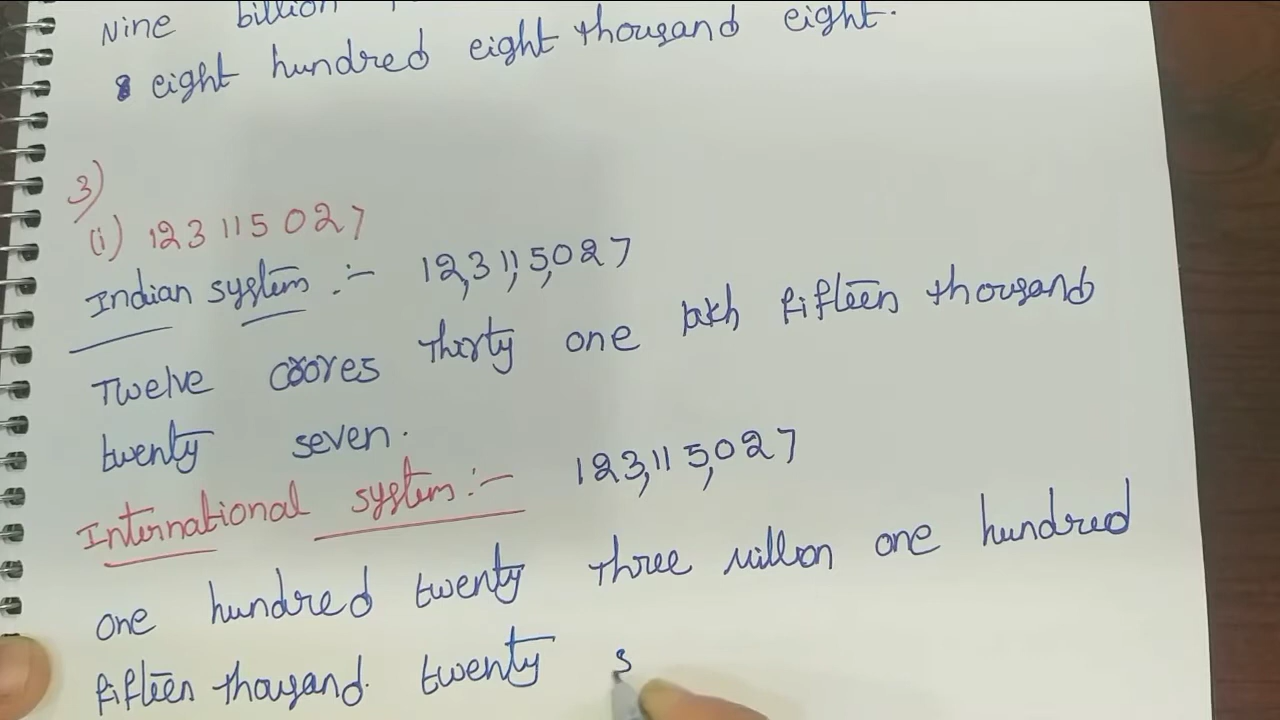 Nine billion
eight hundred eight thousand eight.
3)
(i) 123115027
Indian system :- 12,31,15,027
Twelve crores Thirty one lakh fifteen thousand
twenty seven.
International system :- 123,115,027
one hundred twenty three million one hundred
fifteen thousand twenty s